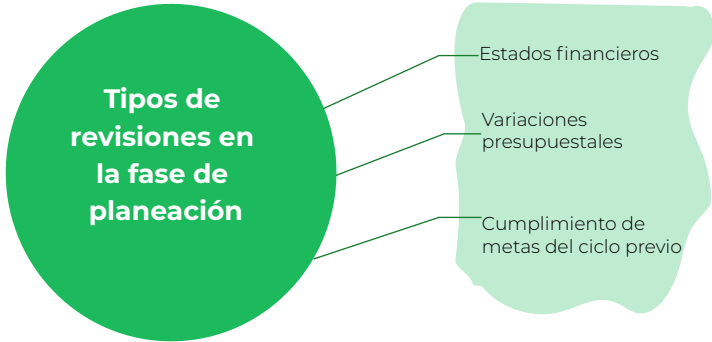 Tipos de
revisiones en
la fase de
planeación
Estados financieros
Variaciones
presupuestales
Cumplimiento de
metas del ciclo previo